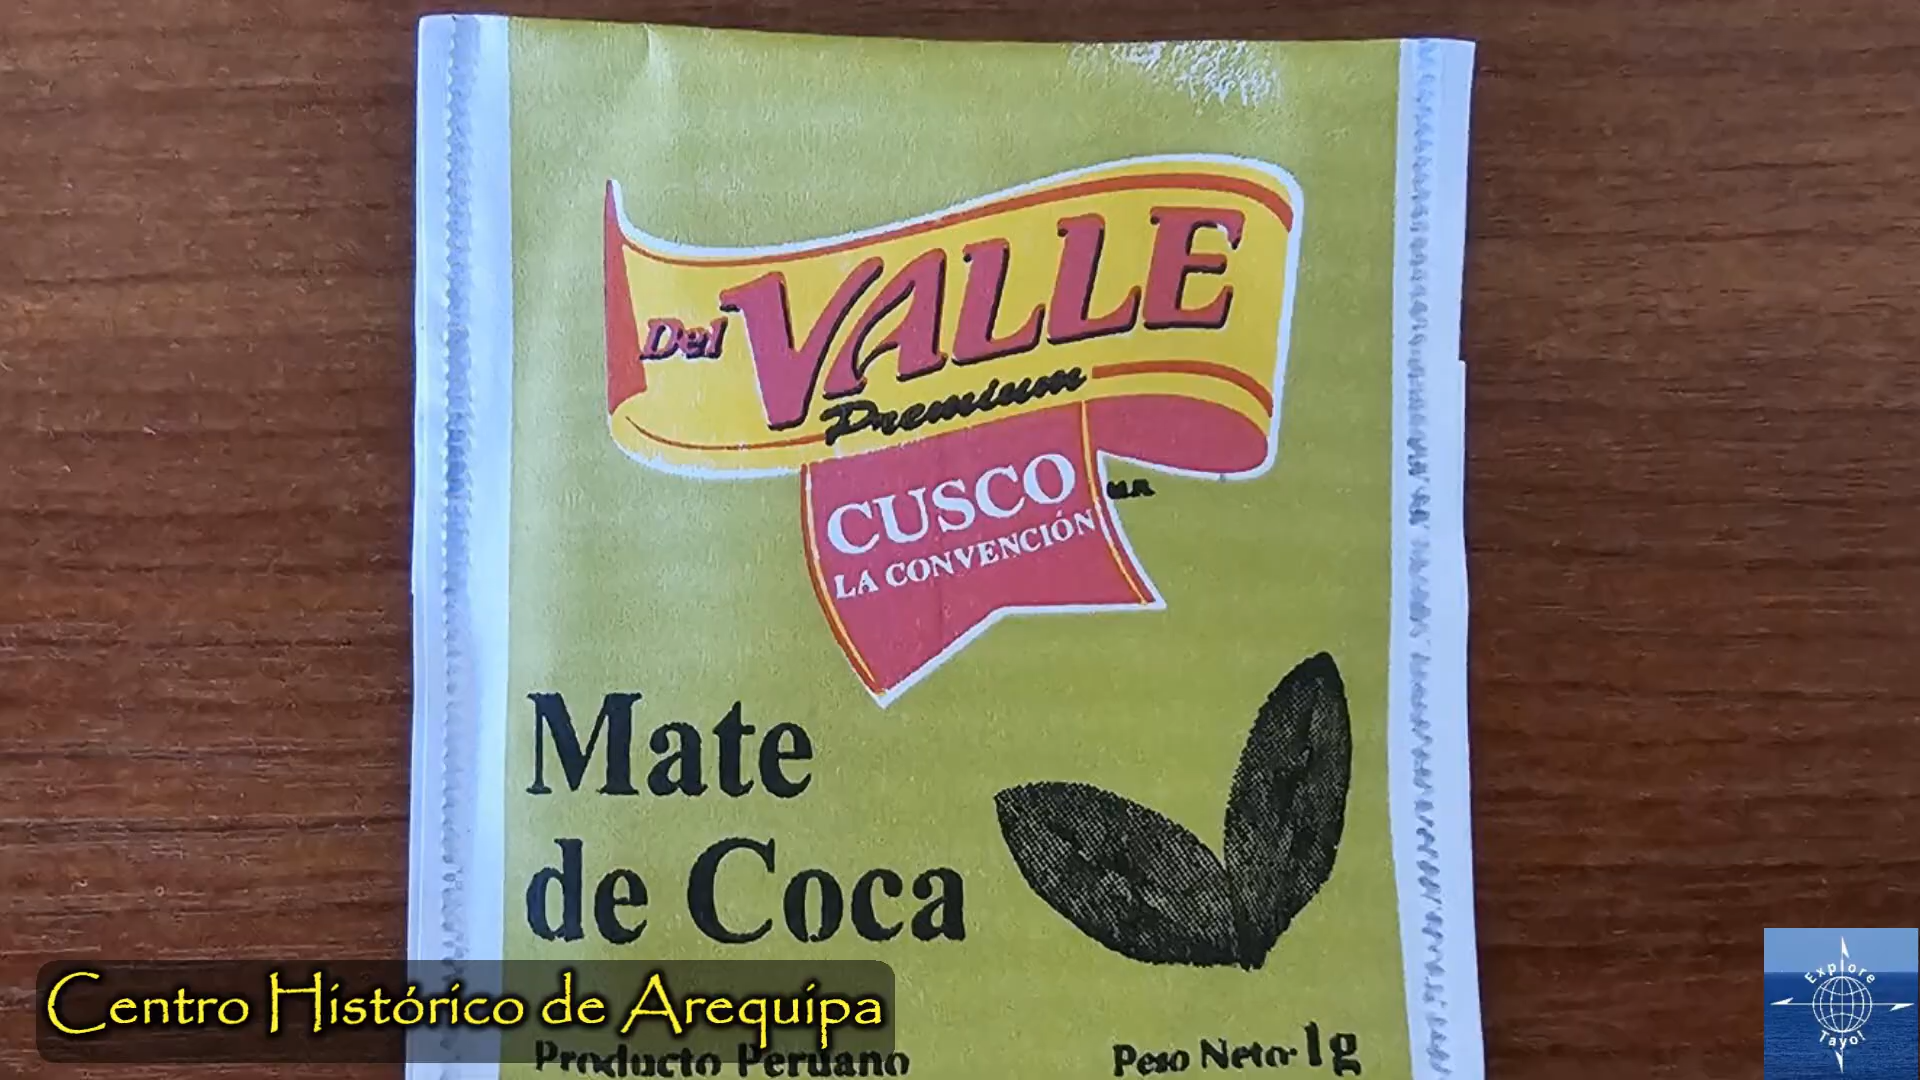 Del VALLE
Premium
CUSCO
M.R.
LA CONVENCIÓN
Mate
de Coca
Centro Histórico de Arequipa
Producto Peruano
Peso Neto 1g
Explore
Tayo!